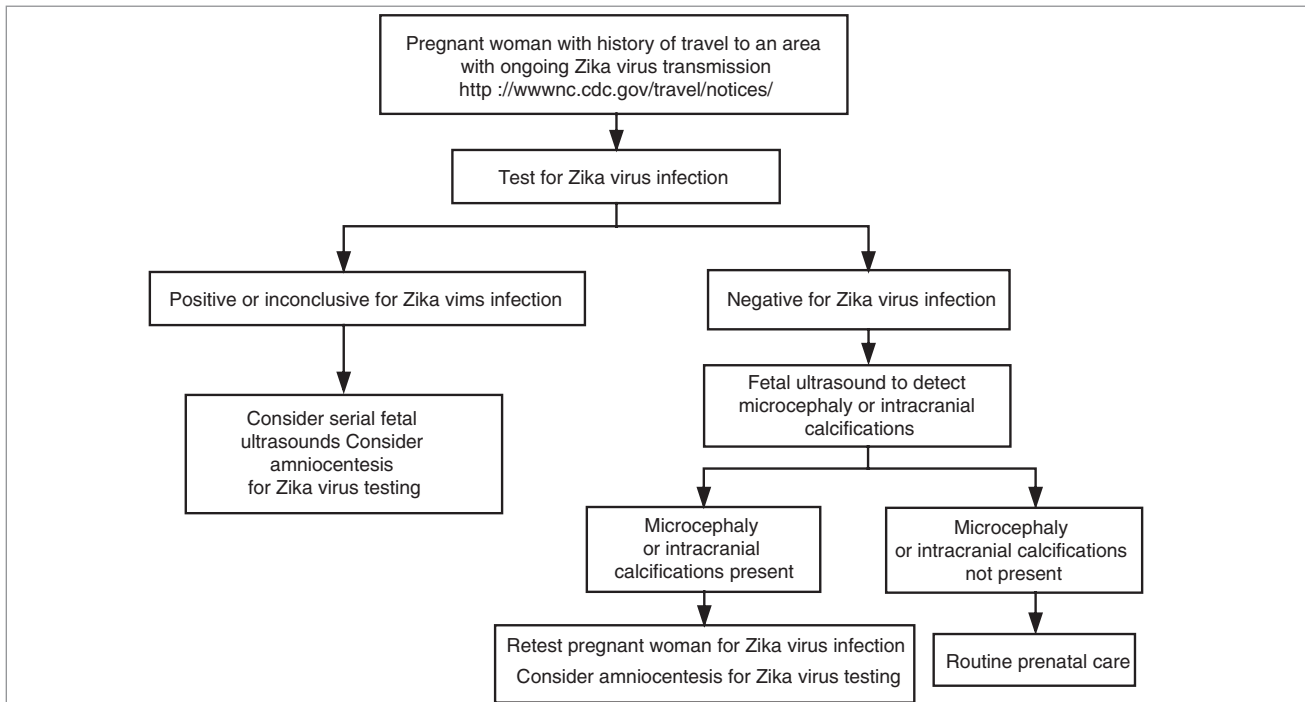 Pregnant woman with history of travel to an area
with ongoing Zika virus transmission
http ://wwwnc.cdc.gov/travel/notices/
Test for Zika virus infection
Positive or inconclusive for Zika vims infection
Negative for Zika virus infection
Consider serial fetal
ultrasounds Consider
amniocentesis
for Zika virus testing
Fetal ultrasound to detect
microcephaly or intracranial
calcifications
Microcephaly
or intracranial
calcifications present
Microcephaly
or intracranial calcifications
not present
Retest pregnant woman for Zika virus infection
Consider amniocentesis for Zika virus testing
Routine prenatal care